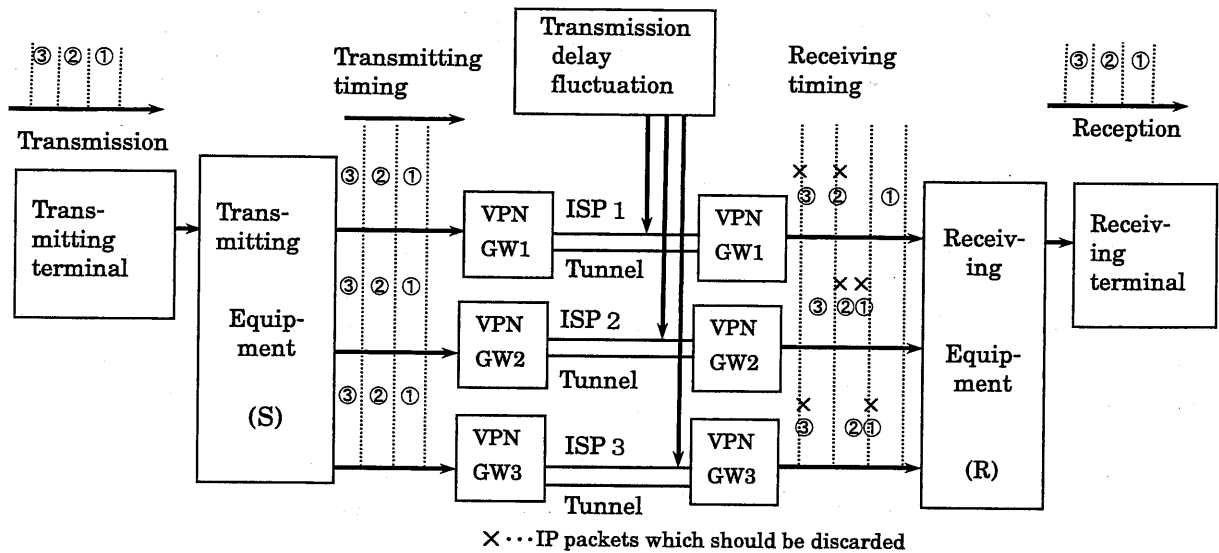 ③ ② ①
Transmission
Trans-
mitting
terminal
Trans-
mitting
Equip-
ment
(S)
Transmitting
timing
③ ② ①
③ ② ①
③ ② ①
Transmission
delay
fluctuation
VPN
GW1
ISP 1
Tunnel
VPN
GW1
VPN
GW2
ISP 2
Tunnel
VPN
GW2
VPN
GW3
ISP 3
Tunnel
VPN
GW3
Receiving
timing
× ×
③ ② ①
× ×
③ ② ①
× ×
③ ② ①
Receiv-
ing
Equip-
ment
(R)
③ ② ①
Reception
Receiv-
ing
terminal
× ··· IP packets which should be discarded